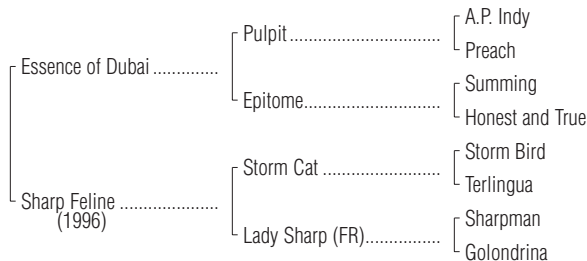 A.P. Indy
Pulpit
Preach
Essence of Dubai
Summing
Epitome
Honest and True
Storm Bird
Storm Cat
Terlingua
Sharp Feline
(1996)
Sharpman
Lady Sharp (FR)
Golondrina